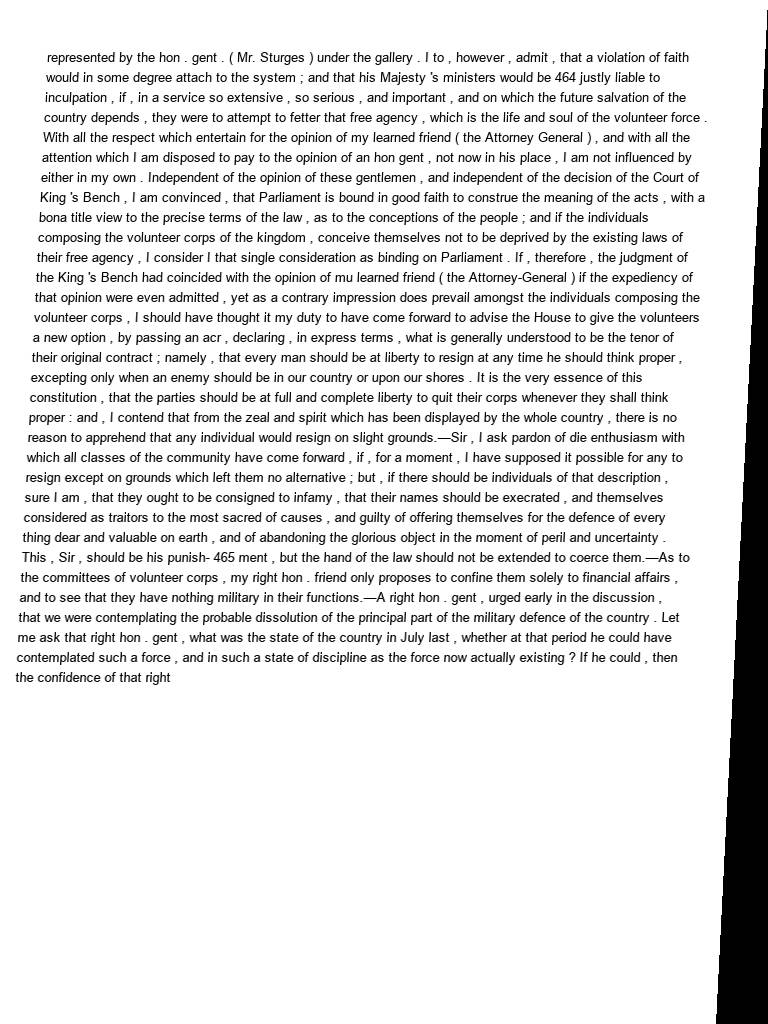 represented by the hon . gent . ( Mr. Sturges ) under the gallery . I to , however , admit , that a violation of faith
would in some degree attach to the system ; and that his Majesty 's ministers would be 464 justly liable to
inculpation , if , in a service so extensive , so serious , and important , and on which the future salvation of the
country depends , they were to attempt to fetter that free agency , which is the life and soul of the volunteer force .
With all the respect which entertain for the opinion of my learned friend ( the Attorney General ) , and with all the
attention which I am disposed to pay to the opinion of an hon gent , not now in his place , I am not influenced by
either in my own . Independent of the opinion of these gentlemen , and independent of the decision of the Court of
King 's Bench , I am convinced , that Parliament is bound in good faith to construe the meaning of the acts , with a
bona title view to the precise terms of the law , as to the conceptions of the people ; and if the individuals
composing the volunteer corps of the kingdom , conceive themselves not to be deprived by the existing laws of
their free agency , I consider I that single consideration as binding on Parliament . If , therefore , the judgment of
the King 's Bench had coincided with the opinion of mu learned friend ( the Attorney-General ) if the expediency of
that opinion were even admitted , yet as a contrary impression does prevail amongst the individuals composing the
volunteer corps , I should have thought it my duty to have come forward to advise the House to give the volunteers
a new option , by passing an acr , declaring , in express terms , what is generally understood to be the tenor of
their original contract ; namely , that every man should be at liberty to resign at any time he should think proper ,
excepting only when an enemy should be in our country or upon our shores . It is the very essence of this
constitution , that the parties should be at full and complete liberty to quit their corps whenever they shall think
proper : and , I contend that from the zeal and spirit which has been displayed by the whole country , there is no
reason to apprehend that any individual would resign on slight grounds.—Sir , I ask pardon of die enthusiasm with
which all classes of the community have come forward , if , for a moment , I have supposed it possible for any to
resign except on grounds which left them no alternative ; but , if there should be individuals of that description ,
sure I am , that they ought to be consigned to infamy , that their names should be execrated , and themselves
considered as traitors to the most sacred of causes , and guilty of offering themselves for the defence of every
thing dear and valuable on earth , and of abandoning the glorious object in the moment of peril and uncertainty .
This , Sir , should be his punish- 465 ment , but the hand of the law should not be extended to coerce them.—As to
the committees of volunteer corps , my right hon . friend only proposes to confine them solely to financial affairs ,
and to see that they have nothing military in their functions.—A right hon . gent , urged early in the discussion ,
that we were contemplating the probable dissolution of the principal part of the military defence of the country . Let
me ask that right hon . gent , what was the state of the country in July last , whether at that period he could have
contemplated such a force , and in such a state of discipline as the force now actually existing ? If he could , then
the confidence of that right